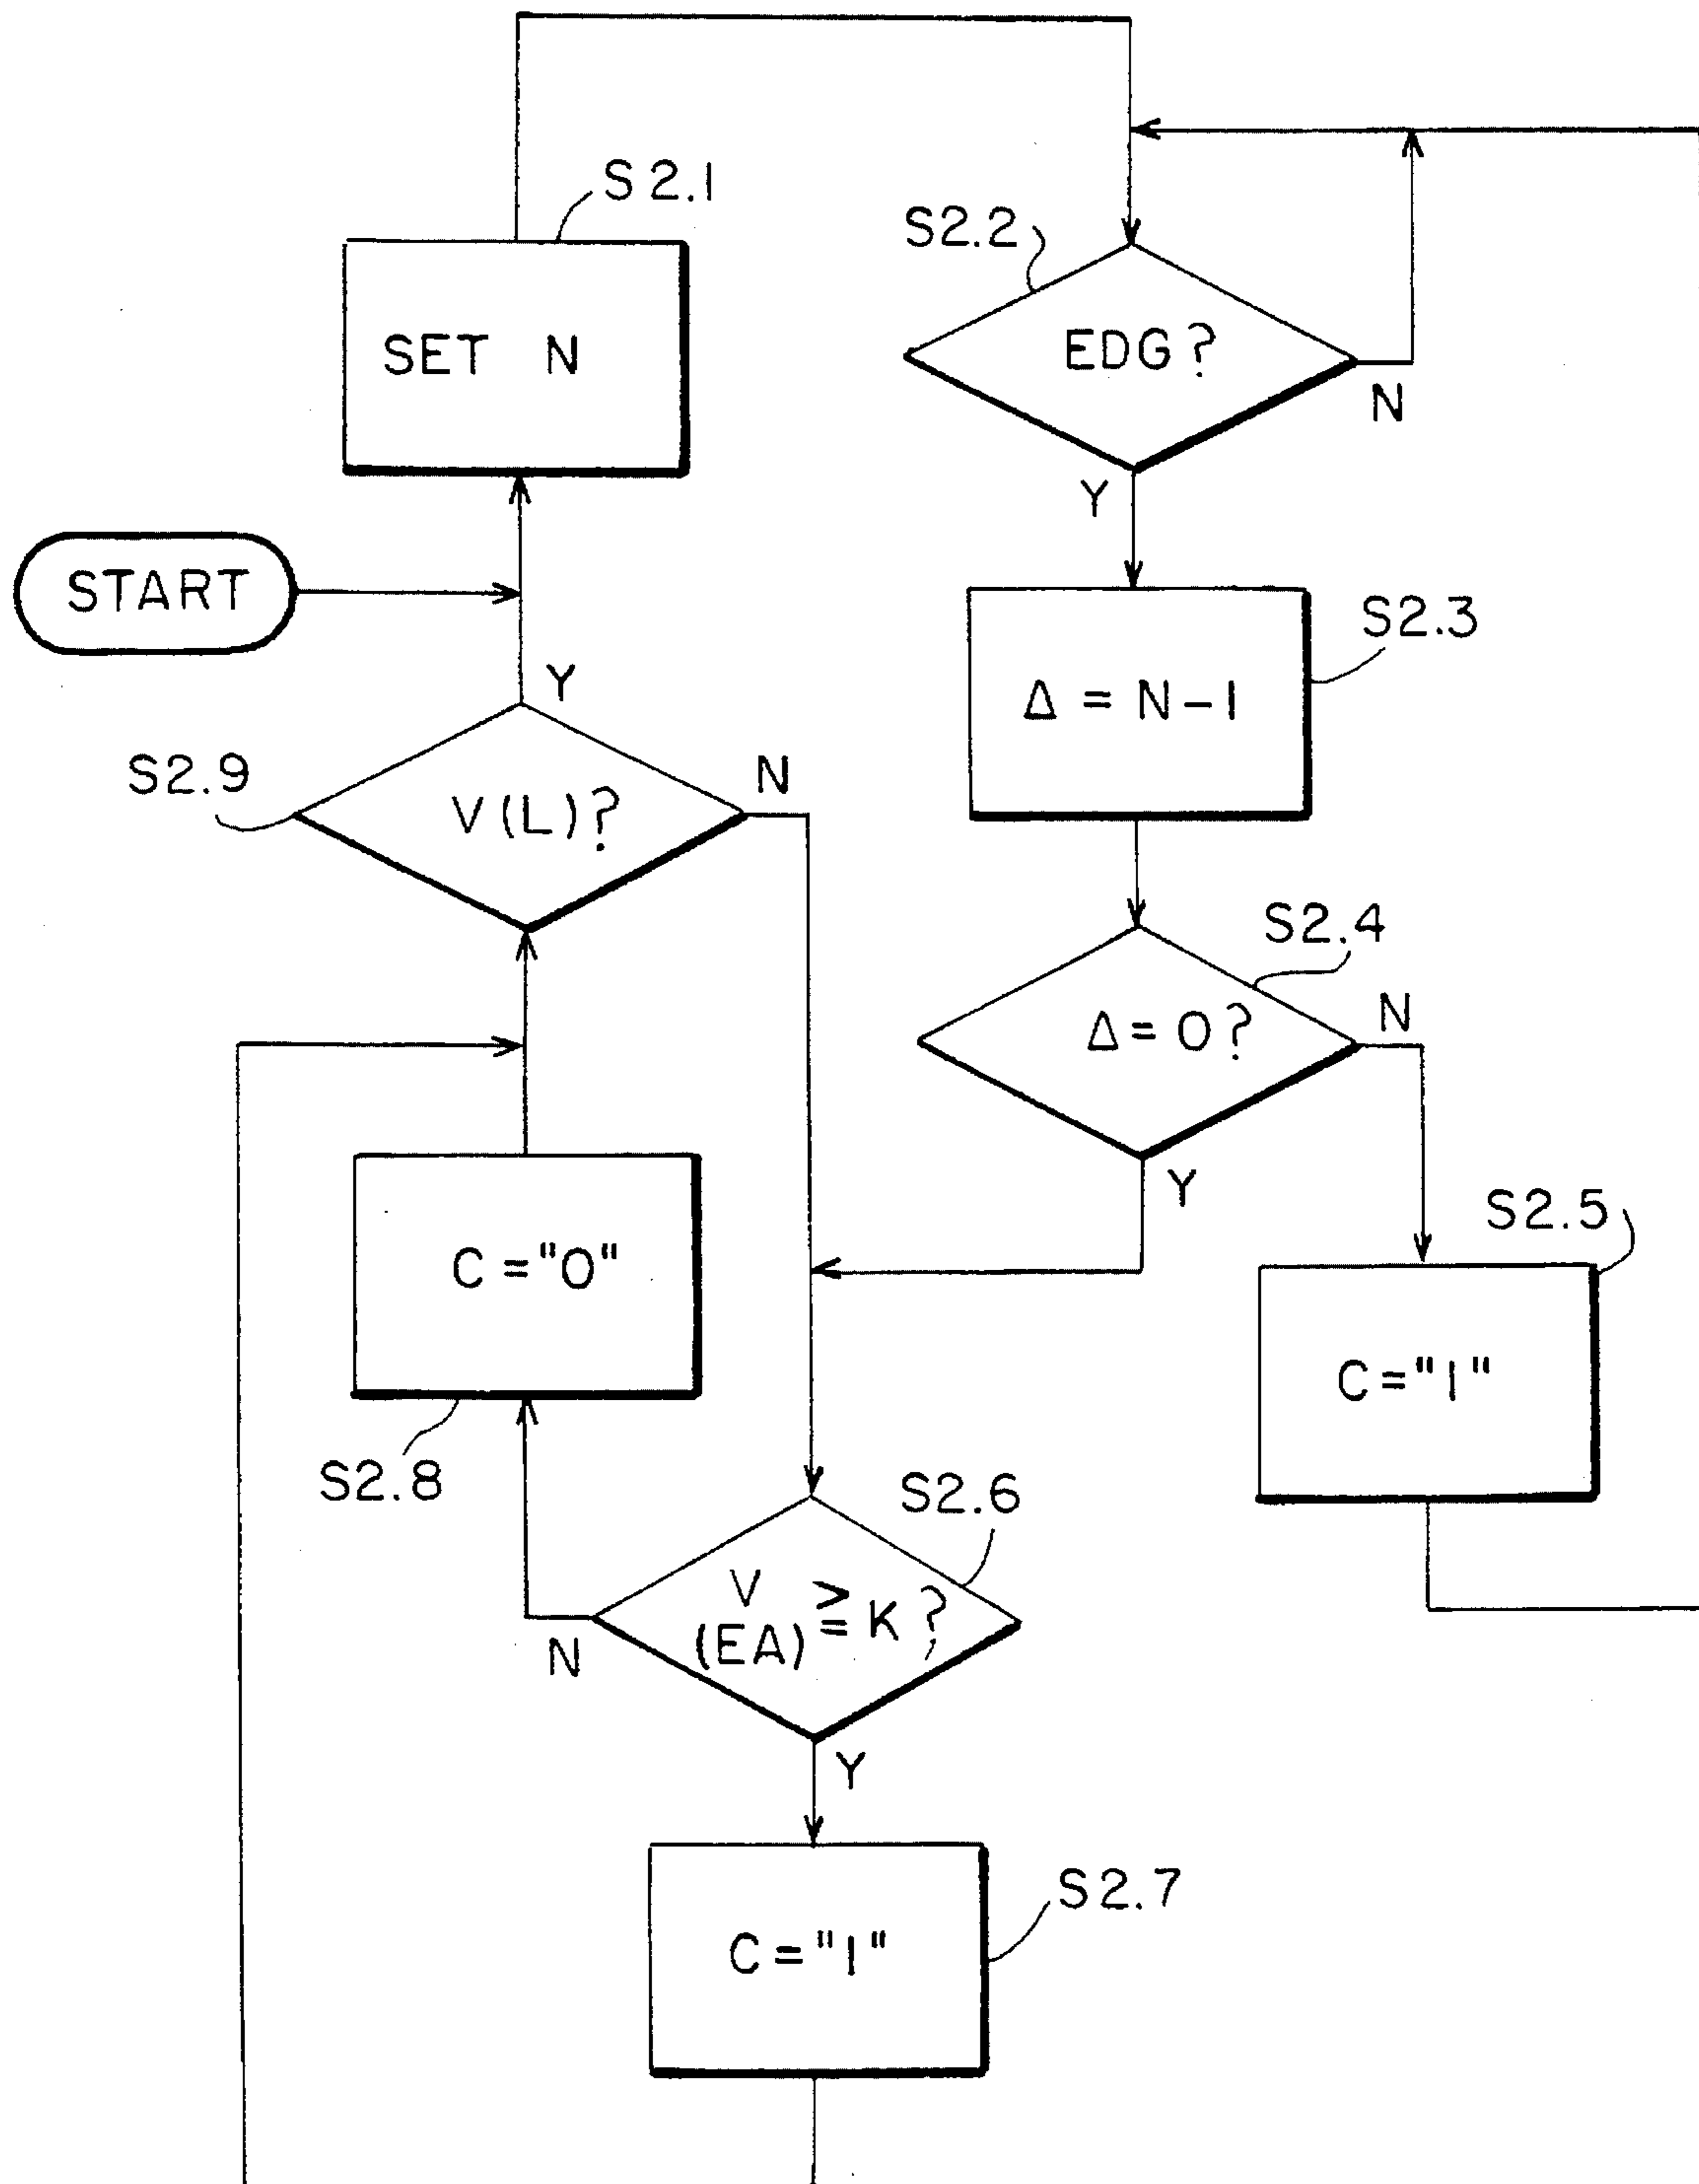 S2.1
SET N
START
S2.2
EDG?
N
Y
S2.3
Δ = N-1
S2.4
Δ = 0?
N
Y
S2.5
C = "1"
S2.9
V(L)?
Y
N
C = "0"
S2.8
S2.6
V
(EA) ≧ K ?
N
Y
S2.7
C = "1"